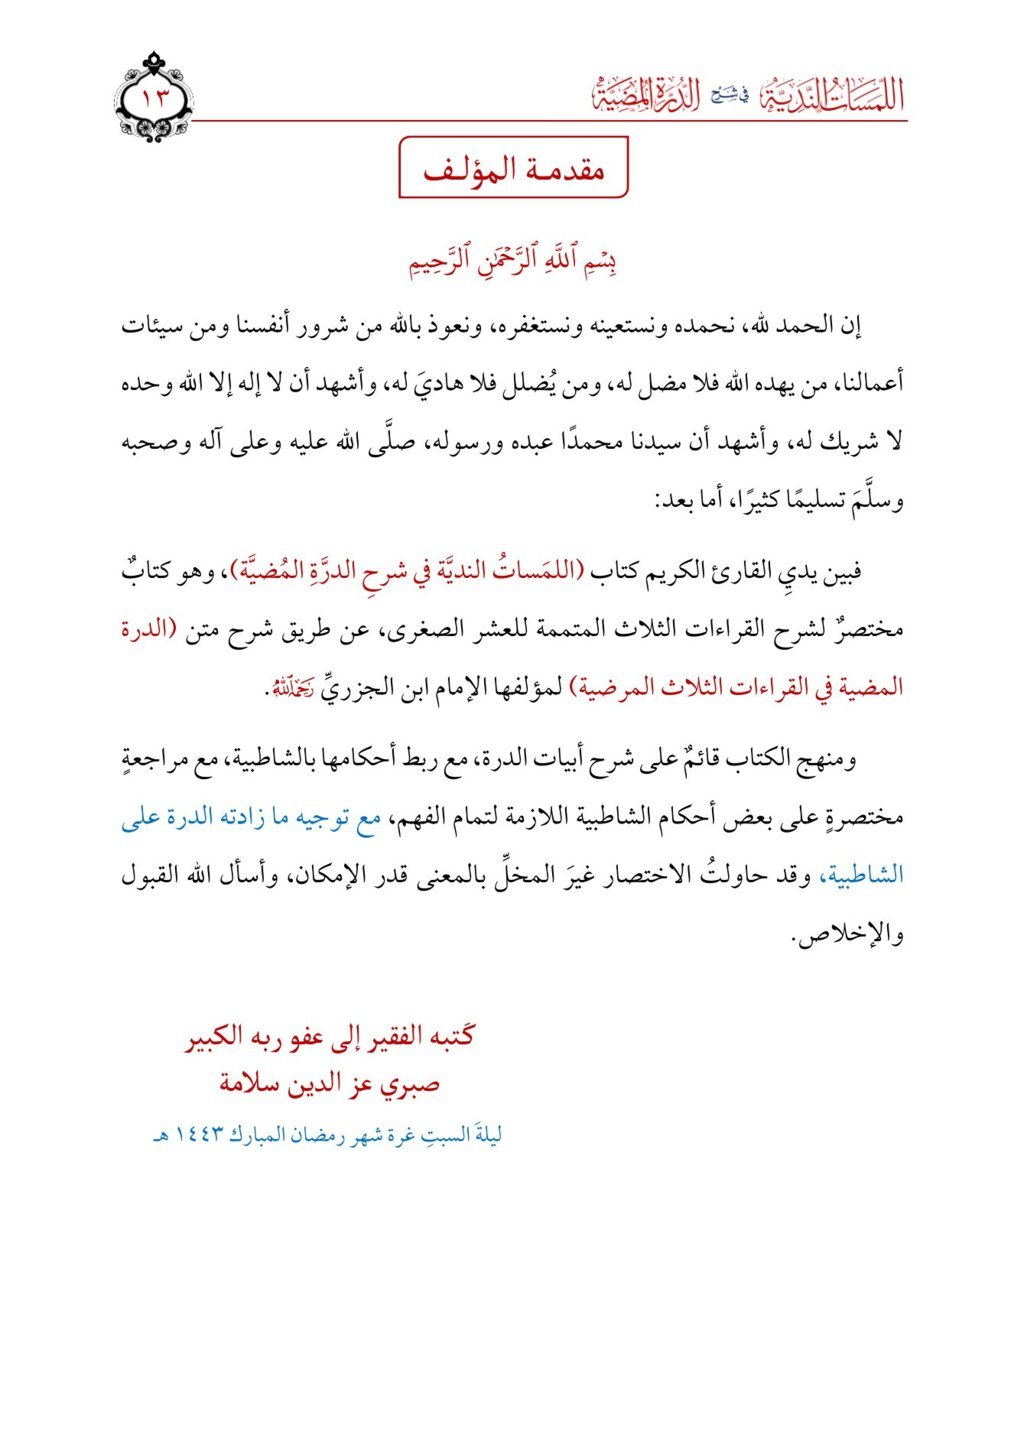 اللمسات الندية في شرح الدرة المضية
١٣
مقدمـة المؤلـف
بِسْمِ ٱللَّهِ ٱلرَّحْمَٰنِ ٱلرَّحِيمِ
إن الحمد لله، نحمده ونستعينه ونستغفره، ونعوذ بالله من شرور أنفسنا ومن سيئات
أعمالنا، من يهده الله فلا مضل له، ومن يُضلل فلا هاديَ له، وأشهد أن لا إله إلا الله وحده
لا شريك له، وأشهد أن سيدنا محمدًا عبده ورسوله، صلَّى الله عليه وعلى آله وصحبه
وسلَّمَ تسليمًا كثيرًا، أما بعد:
فبين يديِ القارئ الكريم كتاب (اللمَساتُ النديَّة في شرحِ الدرَّةِ المُضيَّة)، وهو كتابٌ
مختصرٌ لشرح القراءات الثلاث المتممة للعشر الصغرى، عن طريق شرح متن (الدرة
المضية في القراءات الثلاث المرضية) لمؤلفها الإمام ابن الجزريِّ رحمه الله.
ومنهج الكتاب قائمٌ على شرح أبيات الدرة، مع ربط أحكامها بالشاطبية، مع مراجعةٍ
مختصرةٍ على بعض أحكام الشاطبية اللازمة لتمام الفهم، مع توجيه ما زادته الدرة على
الشاطبية، وقد حاولتُ الاختصار غيرَ المخلِّ بالمعنى قدر الإمكان، وأسأل الله القبول
والإخلاص.
كَتبه الفقير إلى عفو ربه الكبير
صبري عز الدين سلامة
ليلةَ السبتِ غرة شهر رمضان المبارك ١٤٤٣ هـ